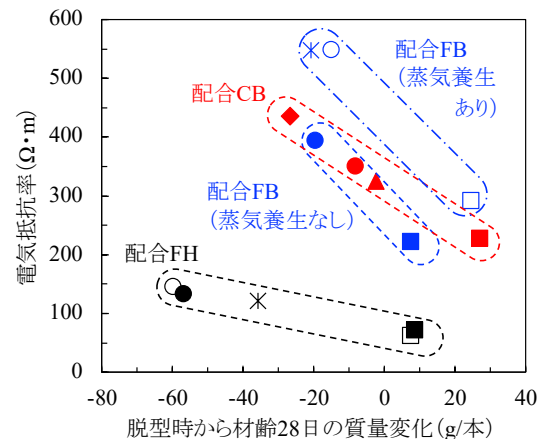 600
500
400
300
200
100
0
電気抵抗率（Ω・m）
配合FB
（蒸気養生
あり）
配合CB
配合FB
（蒸気養生なし）
配合FH
-80 -60 -40 -20 0 20 40
脱型時から材齢28日の質量変化（g/本）